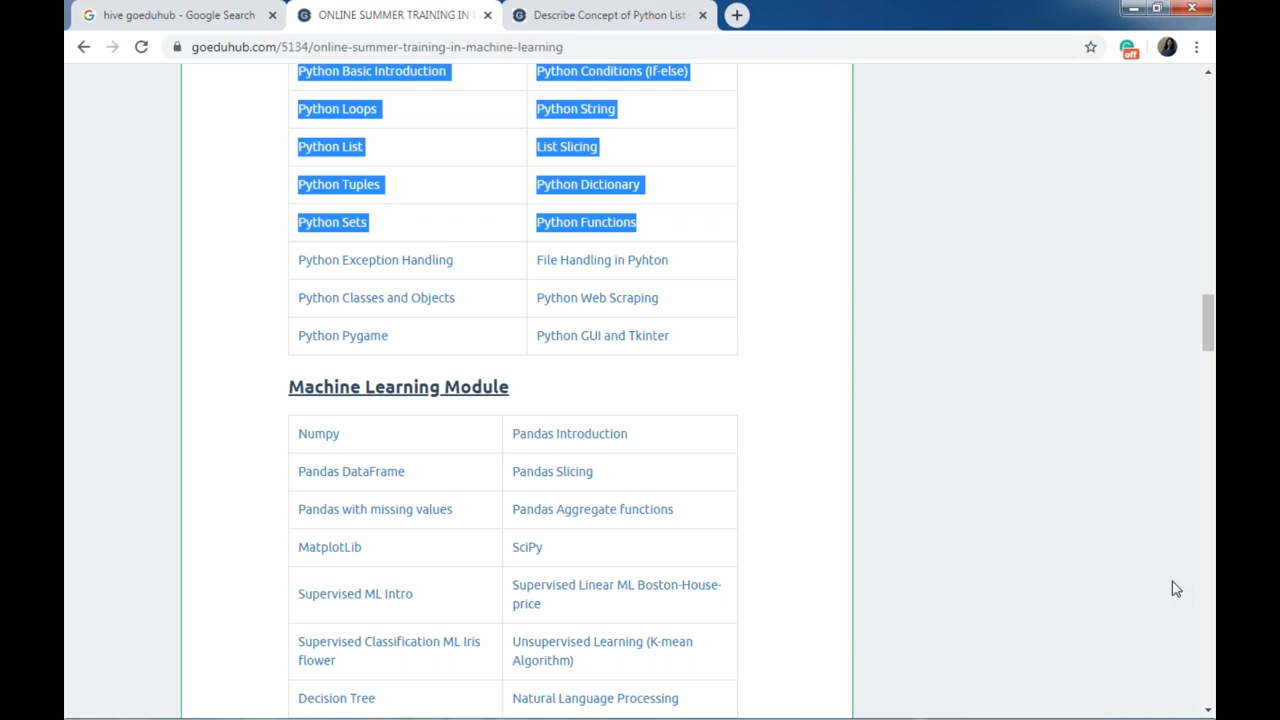 hive goeduhub - Google Search
ONLINE SUMMER TRAINING IN
Describe Concept of Python List
goeduhub.com/5134/online-summer-training-in-machine-learning
off
Python Basic Introduction
Python Conditions (If-else)
Python Loops
Python String
Python List
List Slicing
Python Tuples
Python Dictionary
Python Sets
Python Functions
Python Exception Handling
File Handling in Pyhton
Python Classes and Objects
Python Web Scraping
Python Pygame
Python GUI and Tkinter
Machine Learning Module
Numpy
Pandas Introduction
Pandas DataFrame
Pandas Slicing
Pandas with missing values
Pandas Aggregate functions
MatplotLib
SciPy
Supervised ML Intro
Supervised Linear ML Boston-House-
price
Supervised Classification ML Iris
flower
Unsupervised Learning (K-mean
Algorithm)
Decision Tree
Natural Language Processing